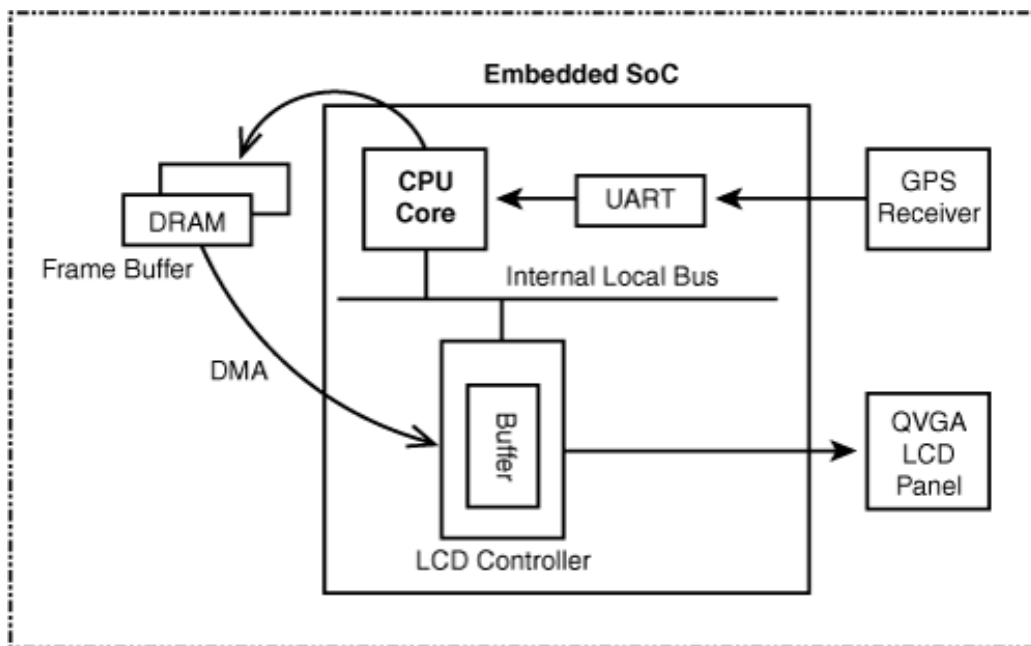 Embedded SoC
CPU
Core
UART
GPS
Receiver
DRAM
Frame Buffer
Internal Local Bus
DMA
Buffer
QVGA
LCD
Panel
LCD Controller